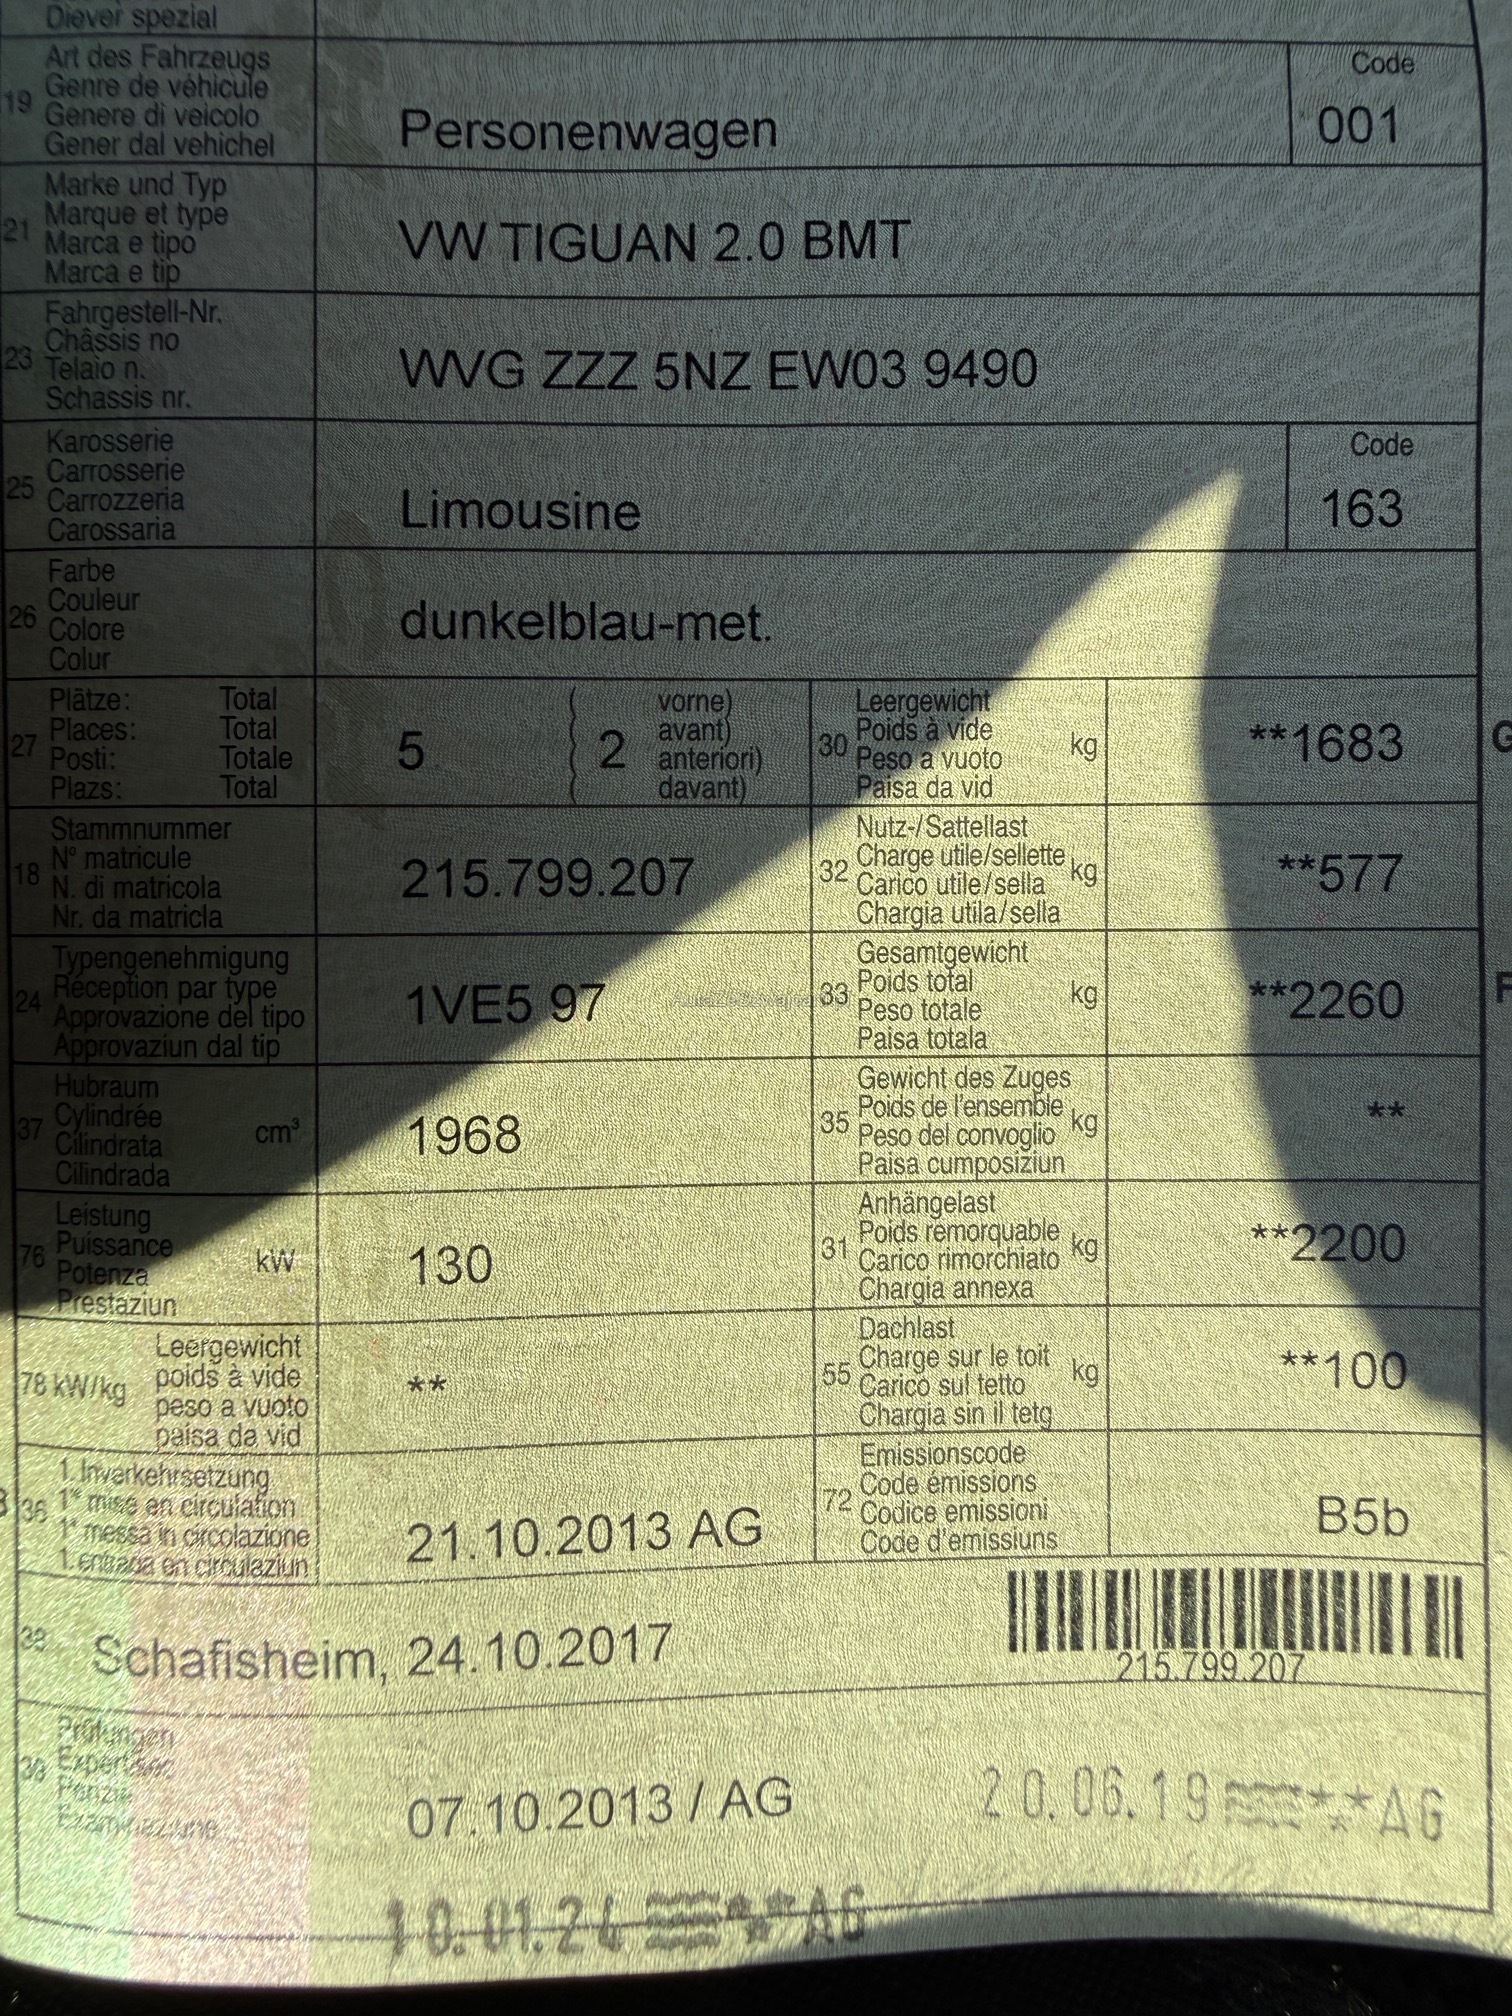 Diever spezial
Art des Fahrzeugs
Genre de véhicule
19 Genere di veicolo
Gener dal vehichel
Personenwagen
Code
001
Marke und Typ
Marque et type
21 Marca e tipo
Marca e tip
VW TIGUAN 2.0 BMT
Fahrgestell-Nr.
Châssis no
23 Telaio n.
Schassis nr.
WVG ZZZ 5NZ EW03 9490
Karosserie
Carrosserie
25 Carrozzeria
Carossaria
Limousine
Code
163
Farbe
Couleur
26 Colore
Colur
dunkelblau-met.
Plätze: Total
Places: Total
27 Posti: Totale
Plazs: Total
5 ( 2 vorne)
avant)
anteriori)
davant)
Leergewicht
Poids à vide
30 Peso a vuoto kg
Paisa da vid
**1683
G
Stammnummer
N° matricule
18 N. di matricola
Nr. da matricla
215.799.207
Nutz-/Sattellast
Charge utile/sellette
32 Carico utile/sella kg
Chargia utila/sella
**577
Typengenehmigung
Réception par type
24 Approvazione del tipo
Approvaziun dal tip
1VE5 97
AutoZeitzwanger
Gesamtgewicht
Poids total
33 Peso totale kg
Paisa totala
**2260
Hubraum
Cylindrée
37 Cilindrata cm³
Cilindrada
1968
Gewicht des Zuges
Poids de l'ensemble
35 Peso del convoglio kg
Paisa cumposiziun
**
Leistung
Puissance
76 Potenza kW
Prestaziun
130
Anhängelast
Poids remorquable
31 Carico rimorchiato kg
Chargia annexa
**2200
Leergewicht
78 kW/kg poids à vide
peso a vuoto
paisa da vid
**
Dachlast
Charge sur le toit
55 Carico sul tetto kg
Chargia sin il tetg
**100
1. Inverkehrsetzung
36 1re mise en circulation
1a messa in circolazione
1. entrada en circulaziun
21.10.2013 AG
Emissionscode
Code émissions
72 Codice emissioni
Code d'emissiuns
B5b
38 Schafisheim, 24.10.2017
215.799.207
Prüfungen
07.10.2013 / AG
20.06.19 **AG
10.01.24 **AG